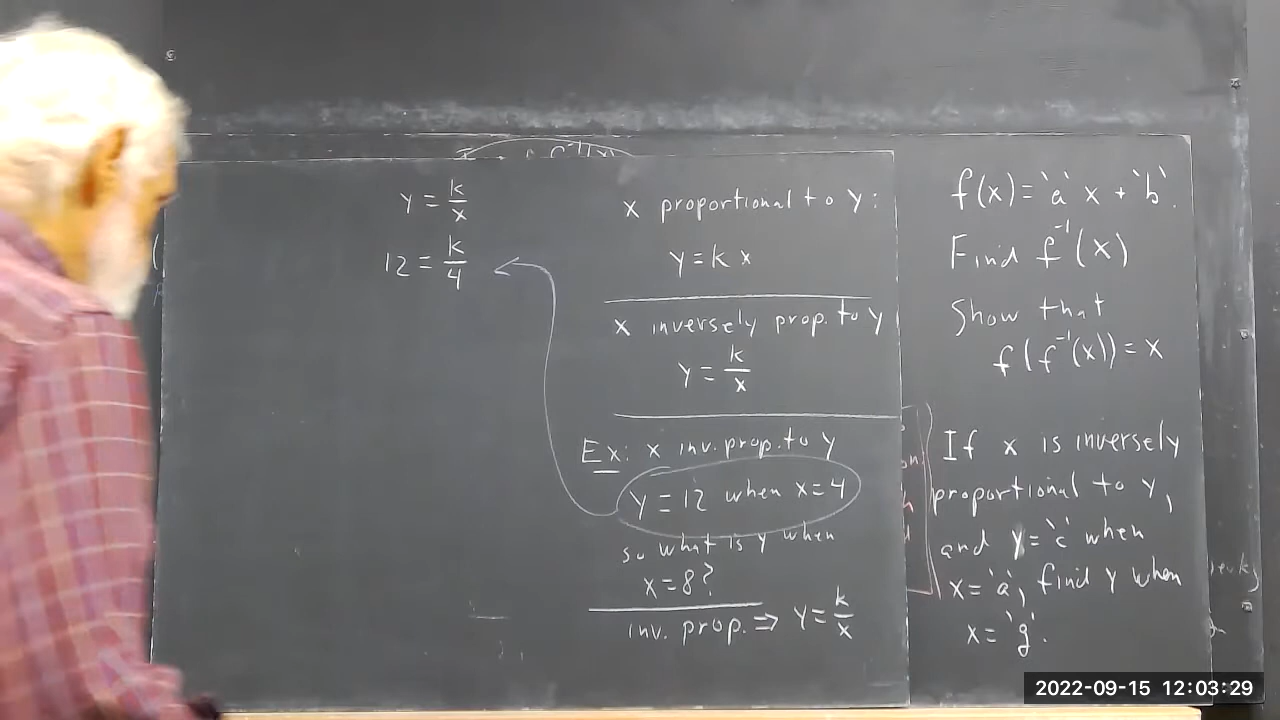 y = k/x
12 = k/4
x proportional to y:
y = k x
x inversely prop. to y
y = k/x
Ex: x inv. prop. to y
y = 12 when x = 4
so what is y when
x = 8?
inv. prop. ⇒ y = k/x
f(x) = 'a' x + 'b'.
Find f⁻¹(x)
Show that
f(f⁻¹(x)) = x
If x is inversely
proportional to y,
and y = 'c' when
x = 'a', find y when
x = 'g'.
2022-09-15 12:03:29